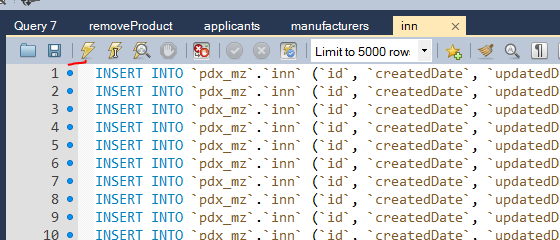 Query 7 removeProduct applicants manufacturers inn ×
Limit to 5000 row
1 INSERT INTO `pdx_mz`.`inn` (`id`, `createdDate`, `updatedD
2 INSERT INTO `pdx_mz`.`inn` (`id`, `createdDate`, `updatedD
3 INSERT INTO `pdx_mz`.`inn` (`id`, `createdDate`, `updatedD
4 INSERT INTO `pdx_mz`.`inn` (`id`, `createdDate`, `updatedD
5 INSERT INTO `pdx_mz`.`inn` (`id`, `createdDate`, `updatedD
6 INSERT INTO `pdx_mz`.`inn` (`id`, `createdDate`, `updatedD
7 INSERT INTO `pdx_mz`.`inn` (`id`, `createdDate`, `updatedD
8 INSERT INTO `pdx_mz`.`inn` (`id`, `createdDate`, `updatedD
9 INSERT INTO `pdx_mz`.`inn` (`id`, `createdDate`, `updatedD
10 INSERT INTO `pdx_mz`.`inn` (`id`, `createdDate`, `updatedD